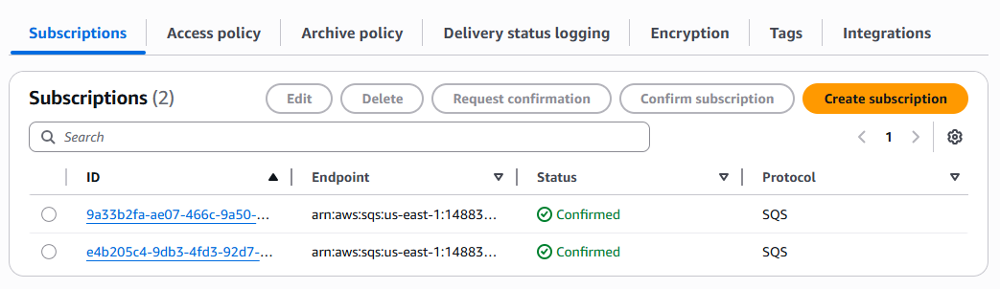 Subscriptions Access policy Archive policy Delivery status logging Encryption Tags Integrations
Subscriptions (2) Edit Delete Request confirmation Confirm subscription Create subscription
Search 1
ID Endpoint Status Protocol
9a33b2fa-ae07-466c-9a50-... arn:aws:sqs:us-east-1:14883... Confirmed SQS
e4b205c4-9db3-4fd3-92d7-... arn:aws:sqs:us-east-1:14883... Confirmed SQS